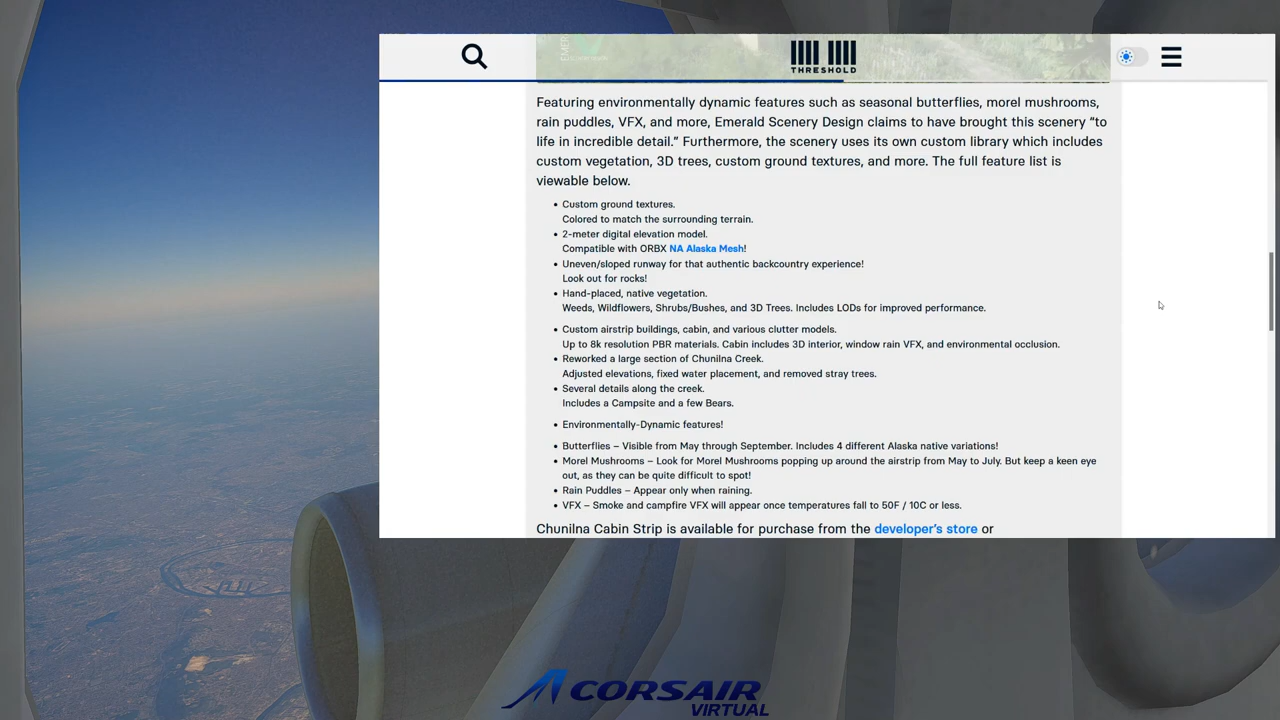 THRESHOLD
Featuring environmentally dynamic features such as seasonal butterflies, morel mushrooms,
rain puddles, VFX, and more, Emerald Scenery Design claims to have brought this scenery “to
life in incredible detail.” Furthermore, the scenery uses its own custom library which includes
custom vegetation, 3D trees, custom ground textures, and more. The full feature list is
viewable below.
• Custom ground textures.
Colored to match the surrounding terrain.
• 2-meter digital elevation model.
Compatible with ORBX NA Alaska Mesh!
• Uneven/sloped runway for that authentic backcountry experience!
Look out for rocks!
• Hand-placed, native vegetation.
Weeds, Wildflowers, Shrubs/Bushes, and 3D Trees. Includes LODs for improved performance.
• Custom airstrip buildings, cabin, and various clutter models.
Up to 8k resolution PBR materials. Cabin includes 3D interior, window rain VFX, and environmental occlusion.
• Reworked a large section of Chunilna Creek.
Adjusted elevations, fixed water placement, and removed stray trees.
• Several details along the creek.
Includes a Campsite and a few Bears.
• Environmentally-Dynamic features!
• Butterflies – Visible from May through September. Includes 4 different Alaska native variations!
• Morel Mushrooms – Look for Morel Mushrooms popping up around the airstrip from May to July. But keep a keen eye
out, as they can be quite difficult to spot!
• Rain Puddles – Appear only when raining.
• VFX – Smoke and campfire VFX will appear once temperatures fall to 50F / 10C or less.
Chunilna Cabin Strip is available for purchase from the developer’s store or
CORSAIR
VIRTUAL